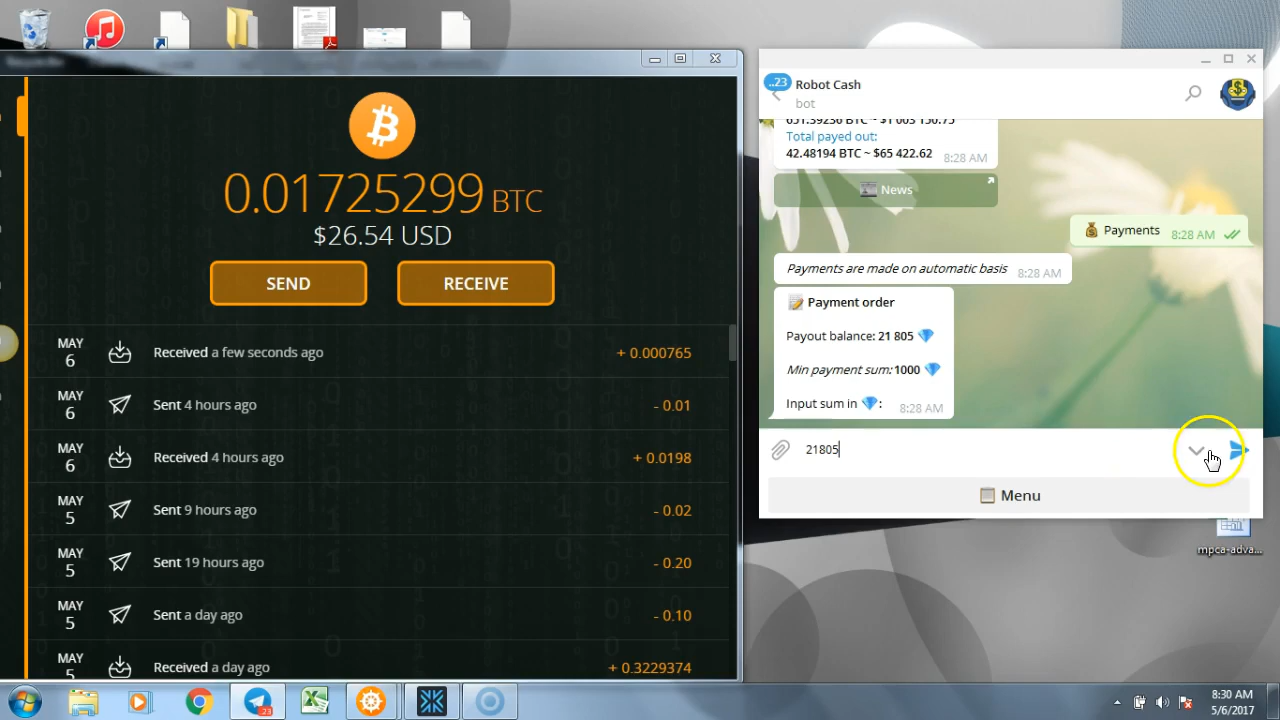 0.01725299 BTC
$26.54 USD
SEND
RECEIVE
MAY 6
Received a few seconds ago
+ 0.000765
MAY 6
Sent 4 hours ago
- 0.01
MAY 6
Received 4 hours ago
+ 0.0198
MAY 5
Sent 9 hours ago
- 0.02
MAY 5
Sent 19 hours ago
- 0.20
MAY 5
Sent a day ago
- 0.10
MAY 5
Received a day ago
+ 0.3229374
..23
Robot Cash
bot
Total payed out:
42.48194 BTC ~ $65 422.62
8:28 AM
News
Payments 8:28 AM
Payments are made on automatic basis 8:28 AM
Payment order
Payout balance: 21 805
Min payment sum: 1000
Input sum in :
8:28 AM
21805
Menu
mpca-adva...
23
8:30 AM
5/6/2017